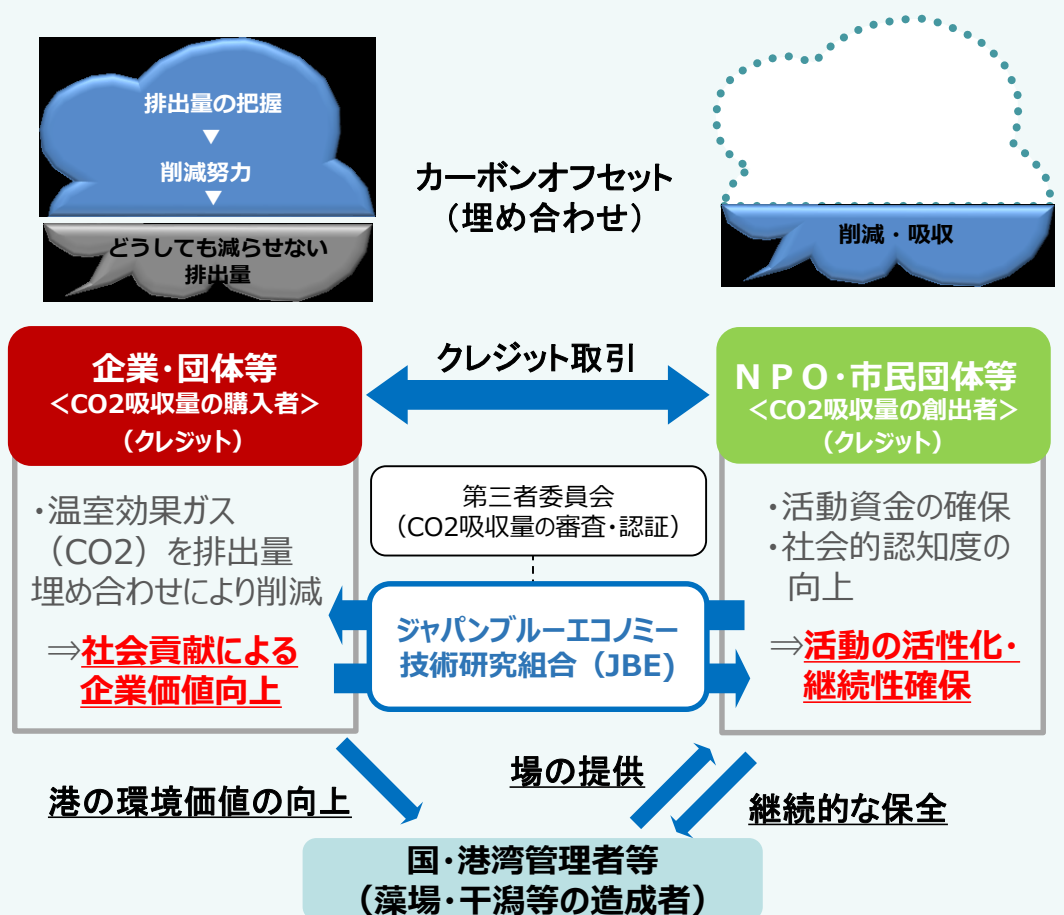 排出量の把握
▼
削減努力
▼
どうしても減らせない
排出量
カーボンオフセット
（埋め合わせ）
削減・吸収
企業・団体等
＜CO2吸収量の購入者＞
（クレジット）
クレジット取引
ＮＰＯ・市民団体等
＜CO2吸収量の創出者＞
（クレジット）
・温室効果ガス
（CO2）を排出量
埋め合わせにより削減
⇒社会貢献による
企業価値向上
第三者委員会
（CO2吸収量の審査・認証）
ジャパンブルーエコノミー
技術研究組合（JBE)
・活動資金の確保
・社会的認知度の
向上
⇒活動の活性化・
継続性確保
港の環境価値の向上
場の提供
継続的な保全
国・港湾管理者等
（藻場・干潟等の造成者）